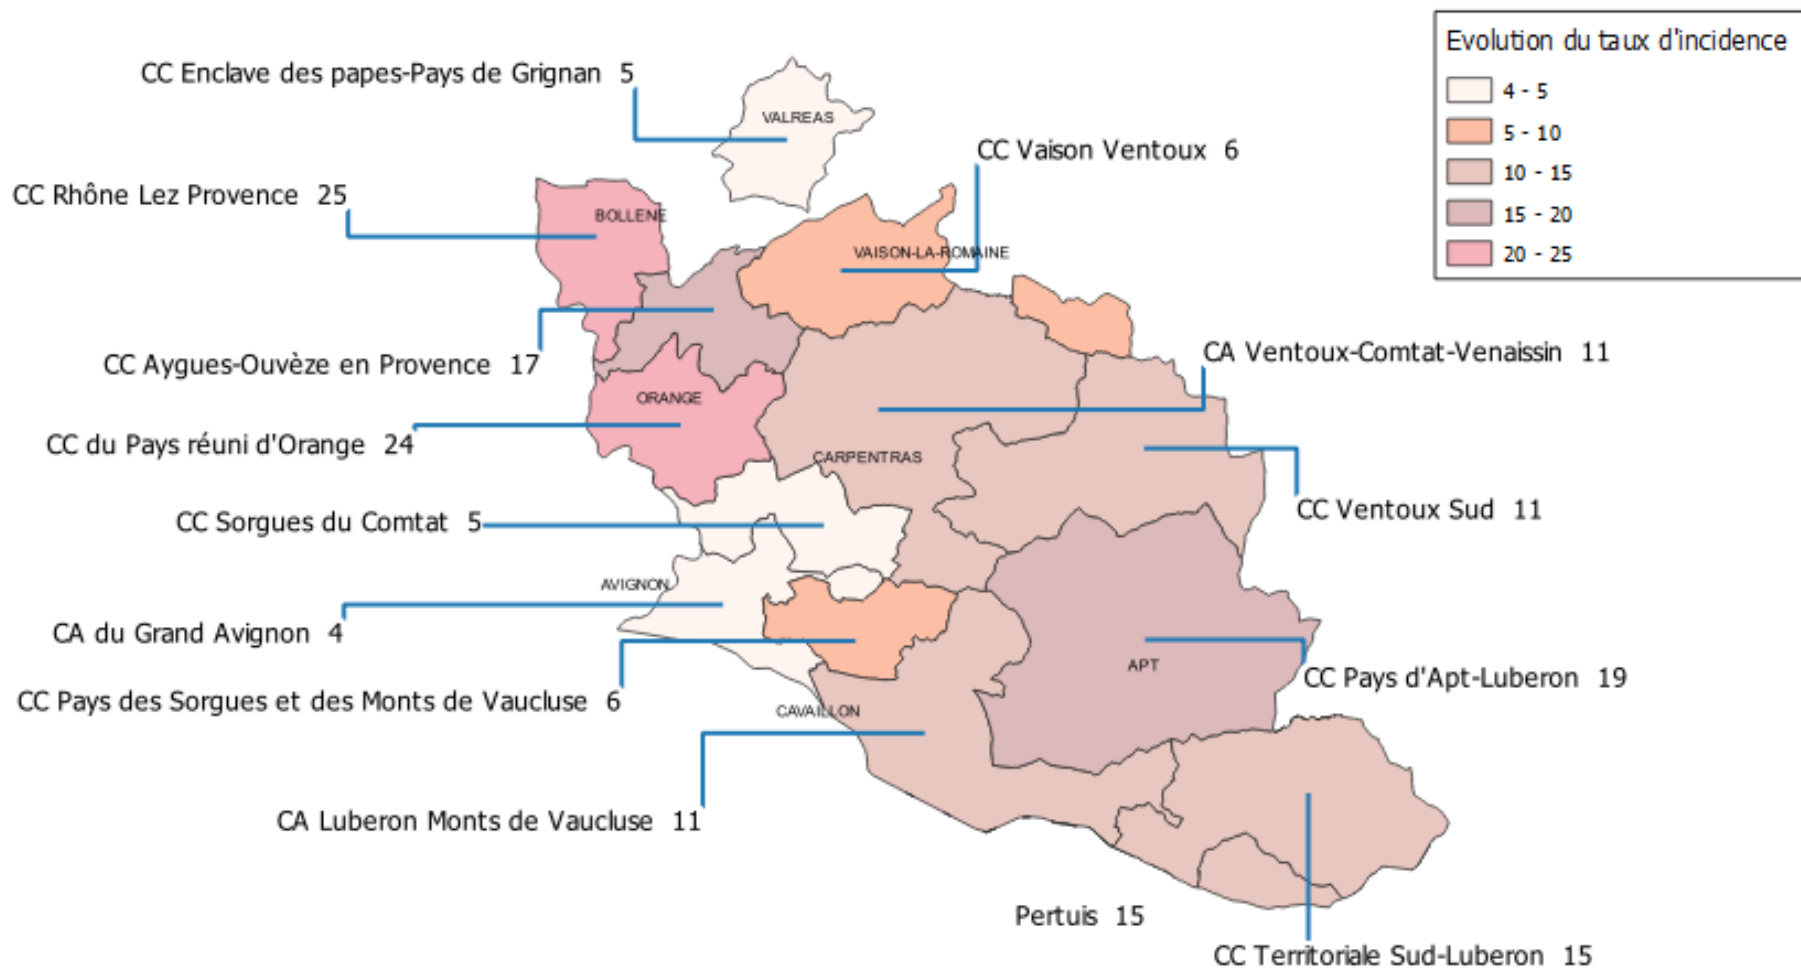 Evolution du taux d'incidence
4 - 5
5 - 10
10 - 15
15 - 20
20 - 25
CC Enclave des papes-Pays de Grignan 5
VALREAS
CC Vaison Ventoux 6
CC Rhône Lez Provence 25
BOLLENE
VAISON-LA-ROMAINE
CC Aygues-Ouvèze en Provence 17
CA Ventoux-Comtat-Venaissin 11
ORANGE
CC du Pays réuni d'Orange 24
CARPENTRAS
CC Ventoux Sud 11
CC Sorgues du Comtat 5
AVIGNON
CA du Grand Avignon 4
APT
CC Pays d'Apt-Luberon 19
CC Pays des Sorgues et des Monts de Vaucluse 6
CAVAILLON
CA Luberon Monts de Vaucluse 11
Pertuis 15
CC Territoriale Sud-Luberon 15